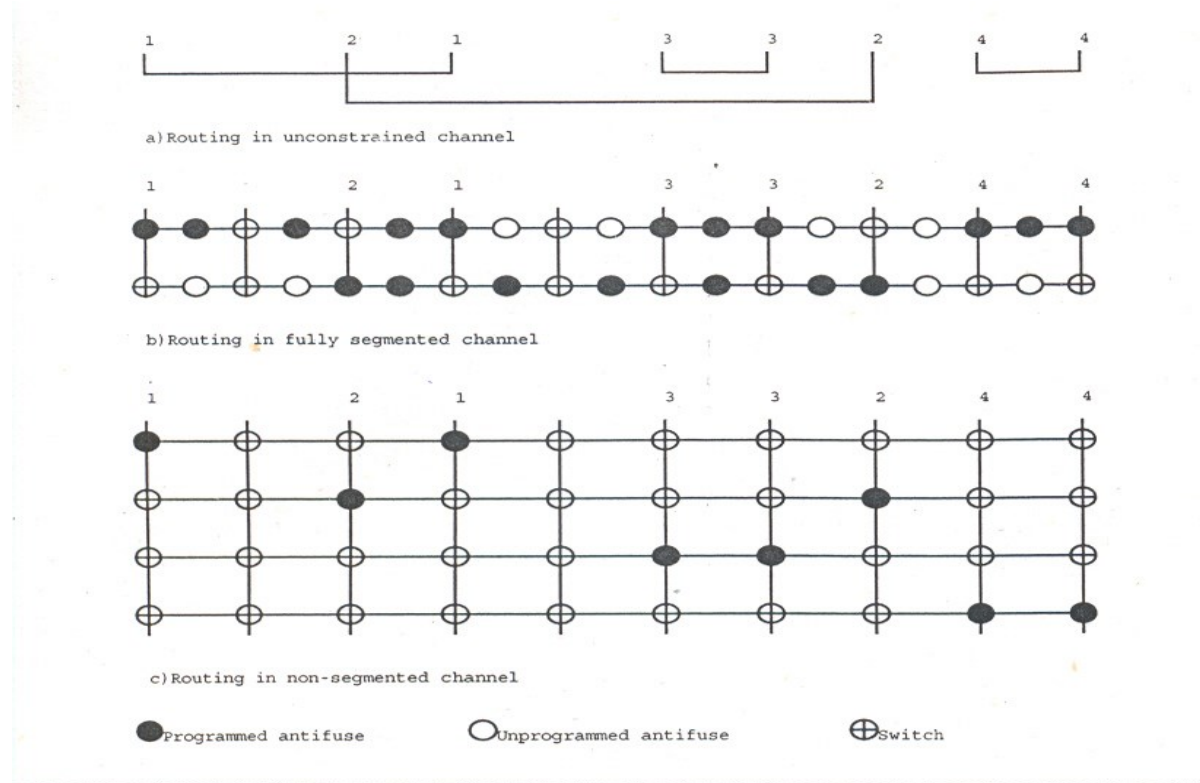 1 2 1 3 3 2 4 4
a)Routing in unconstrained channel
1 2 1 3 3 2 4 4
b)Routing in fully segmented channel
1 2 1 3 3 2 4 4
c)Routing in non-segmented channel
Programmed antifuse Unprogrammed antifuse Switch